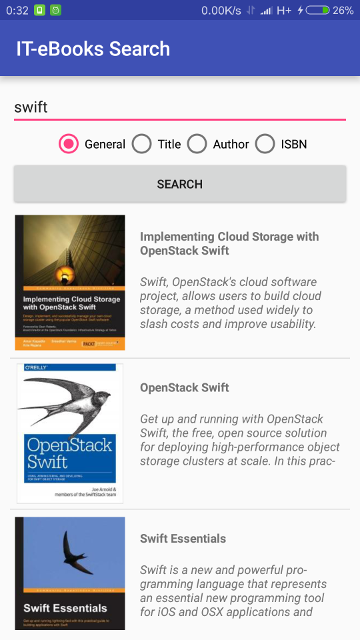 0:32
0.00K/s
H+
26%
IT-eBooks Search
swift
General
Title
Author
ISBN
SEARCH
Implementing Cloud Storage
with OpenStack Swift
Implementing Cloud Storage with
OpenStack Swift
Swift, OpenStack's cloud software
project, allows users to build cloud
storage, a method used widely to
slash costs and improve usability.
O'REILLY
OpenStack
Swift
Joe Arnold &
members of the SwiftStack team
OpenStack Swift
Get up and running with OpenStack
Swift, the free, open source solution
for deploying high-performance object
storage clusters at scale. In this prac-
Swift Essentials
Swift Essentials
Swift is a new and powerful pro-
gramming language that represents
an essential new programming tool
for iOS and OSX applications and